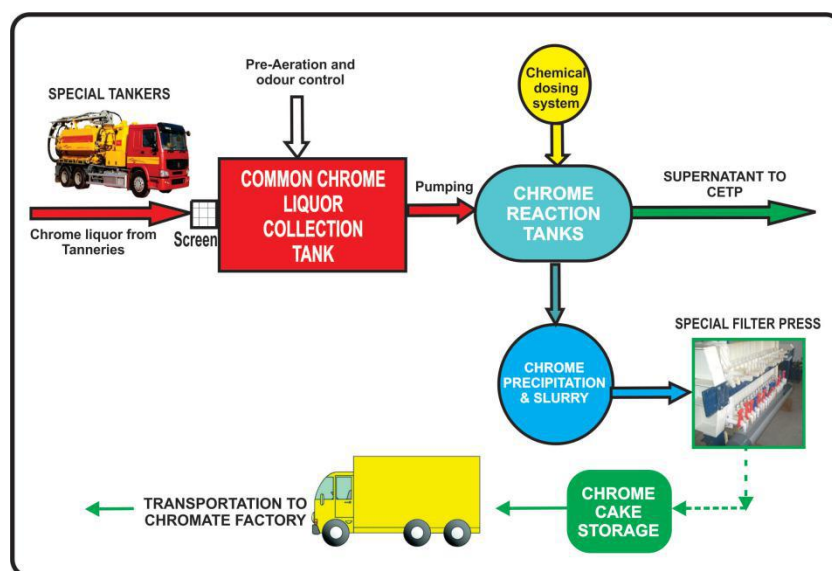 Pre-Aeration and
odour control
SPECIAL TANKERS
Chemical
dosing
system
COMMON CHROME
LIQUOR
COLLECTION
TANK
Pumping
CHROME
REACTION
TANKS
SUPERNATANT TO
CETP
Chrome liquor from
Tanneries
Screen
SPECIAL FILTER PRESS
CHROME
PRECIPITATION
& SLURRY
TRANSPORTATION TO
CHROMATE FACTORY
CHROME
CAKE
STORAGE